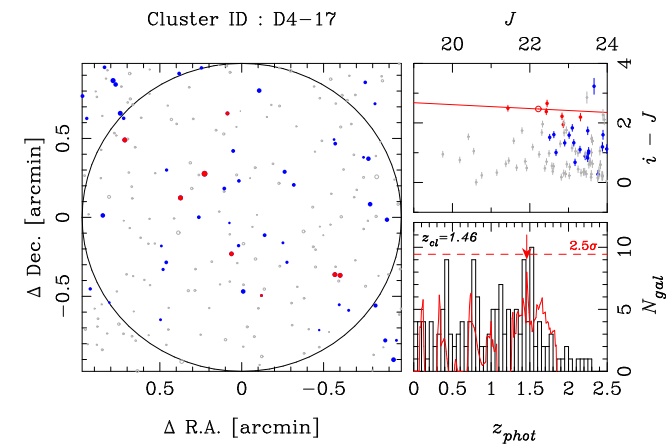 Cluster ID : D4−17
J
20 22 24
0.5
0
−0.5
Δ Dec. [arcmin]
0.5 0 −0.5
Δ R.A. [arcmin]
4
2
0
i − J
z_cl=1.46
2.5σ
10
5
0
N_gal
0 0.5 1 1.5 2 2.5
z_phot